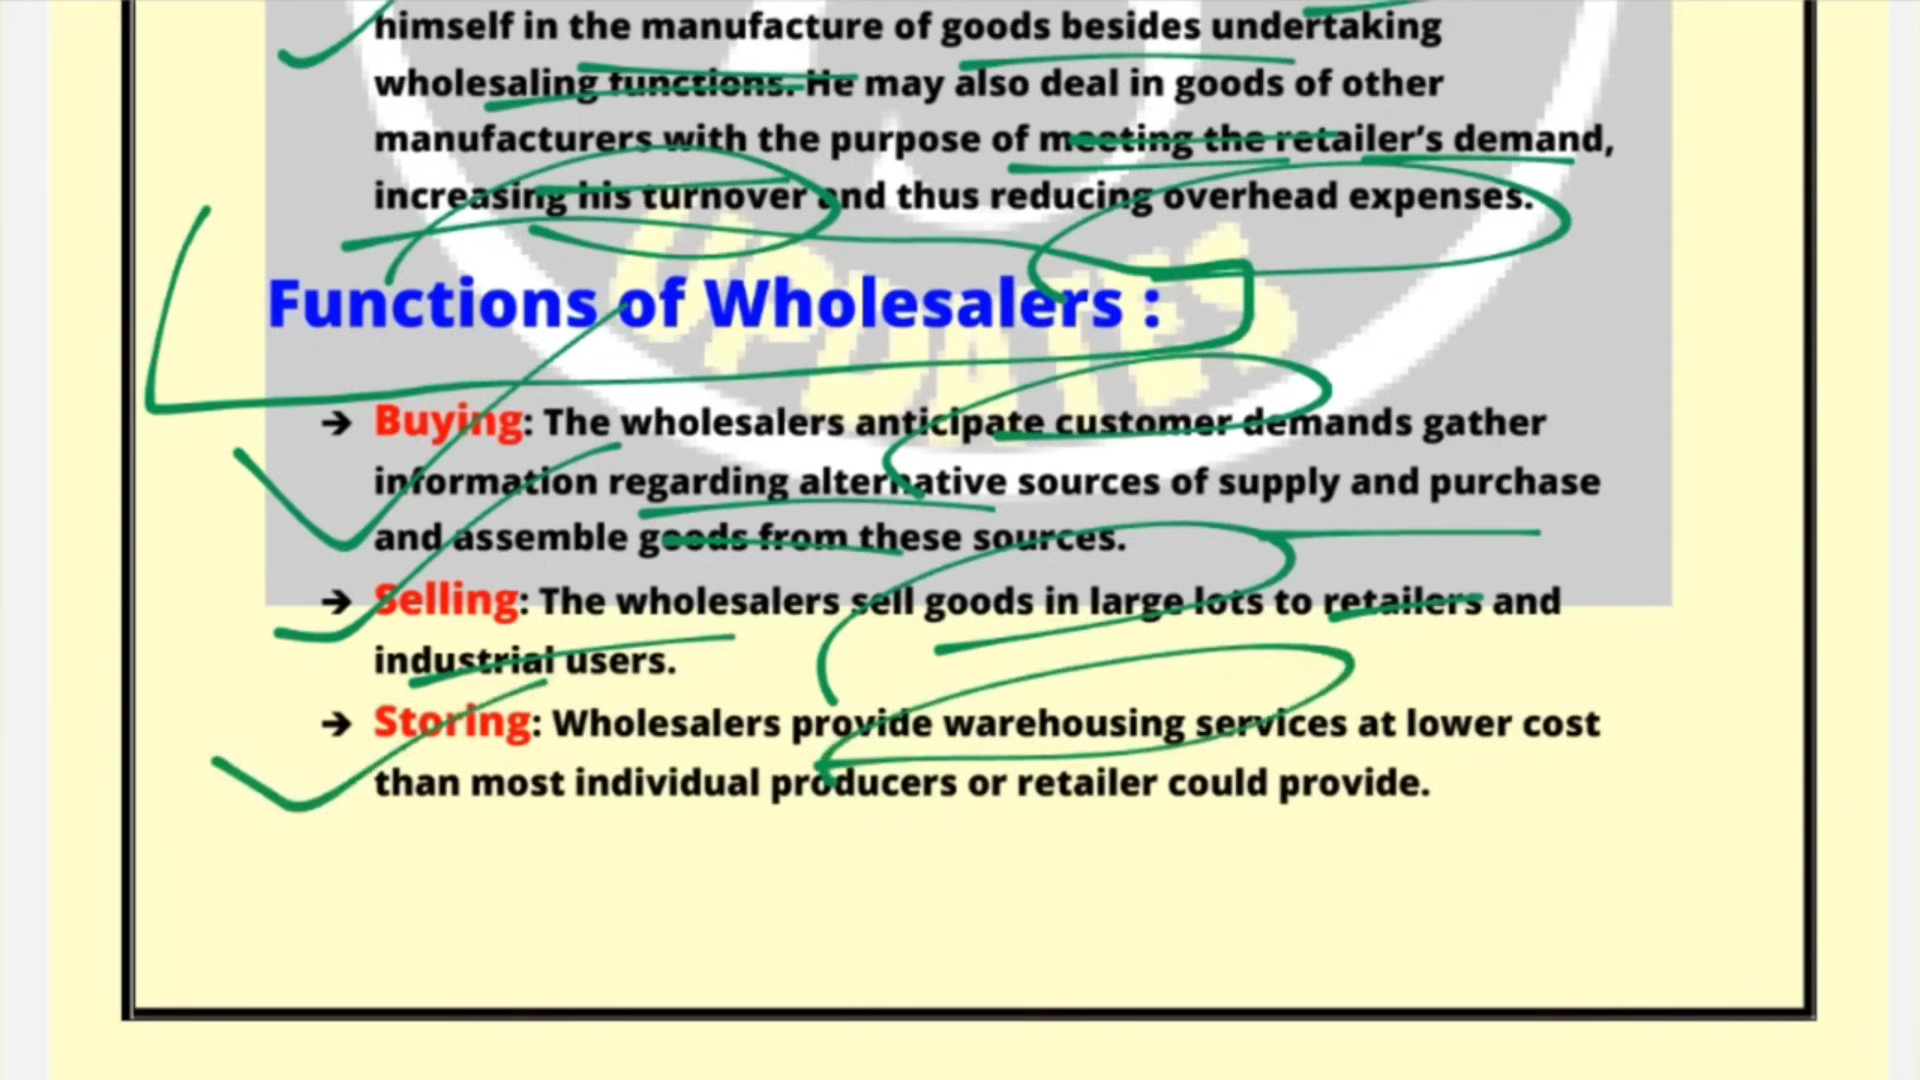 himself in the manufacture of goods besides undertaking
wholesaling functions. He may also deal in goods of other
manufacturers with the purpose of meeting the retailer's demand,
increasing his turnover and thus reducing overhead expenses.
Functions of Wholesalers :
→ Buying: The wholesalers anticipate customer demands gather
information regarding alternative sources of supply and purchase
and assemble goods from these sources.
→ Selling: The wholesalers sell goods in large lots to retailers and
industrial users.
→ Storing: Wholesalers provide warehousing services at lower cost
than most individual producers or retailer could provide.
UPDATES